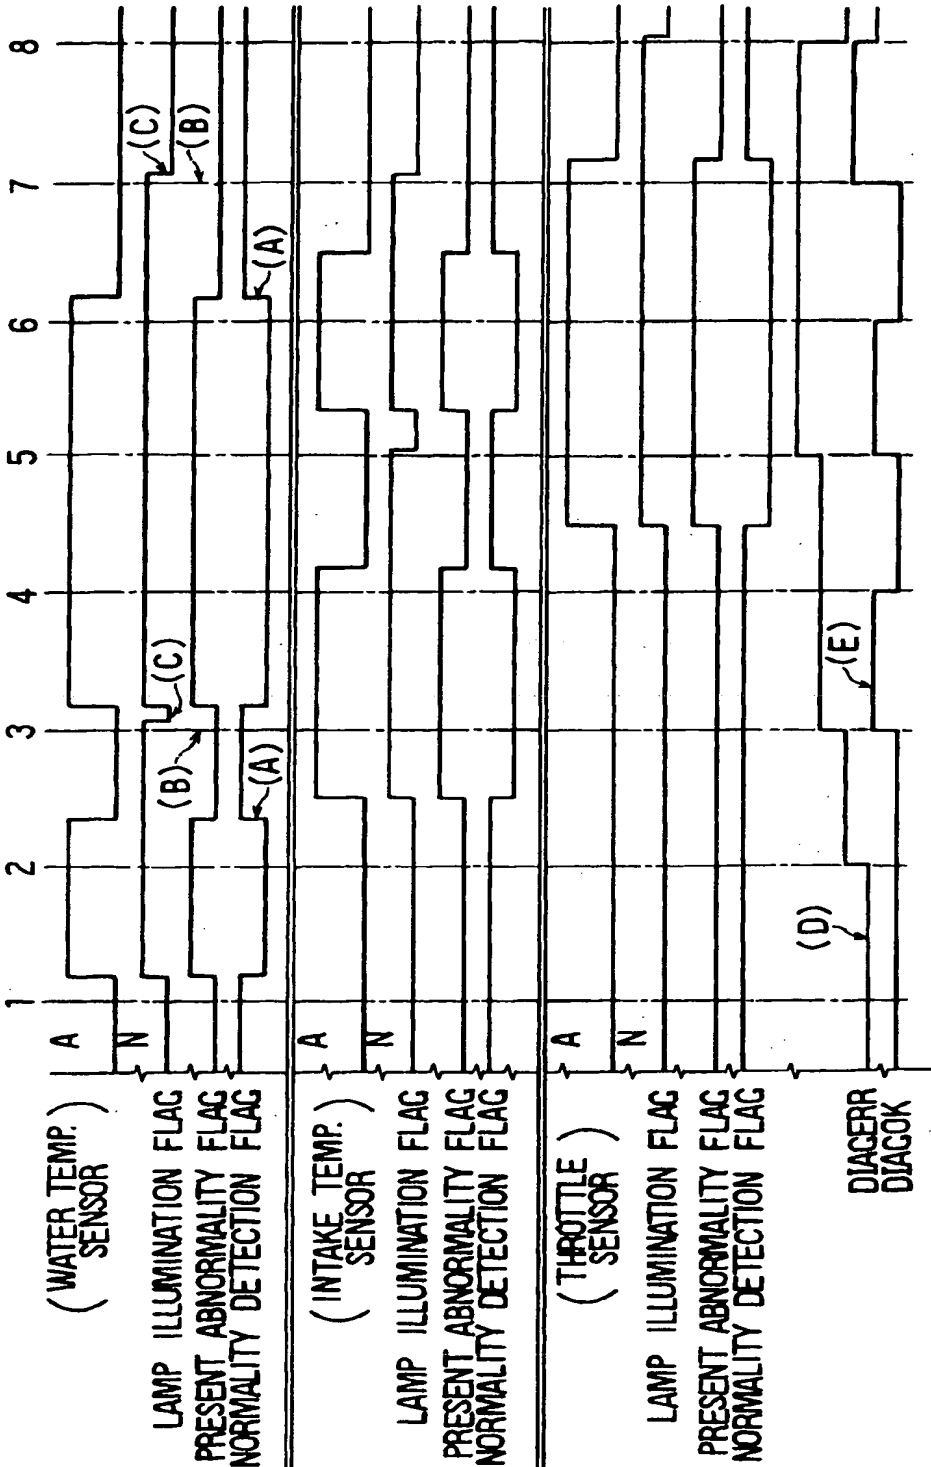 1 2 3 4 5 6 7 8
(WATER TEMP.
SENSOR)
A
N
LAMP ILLUMINATION FLAG
PRESENT ABNORMALITY FLAG
NORMALITY DETECTION FLAG
(B)
(C)
(A)
(C)
(B)
(A)
(INTAKE TEMP.
SENSOR)
A
N
LAMP ILLUMINATION FLAG
PRESENT ABNORMALITY FLAG
NORMALITY DETECTION FLAG
(THROTTLE
SENSOR)
A
N
LAMP ILLUMINATION FLAG
PRESENT ABNORMALITY FLAG
NORMALITY DETECTION FLAG
(D)
(E)
DIAGERR
DIAGOK